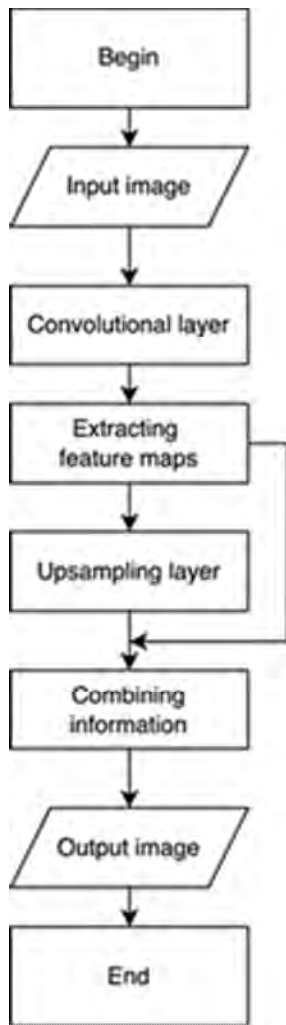 Begin
Input image
Convolutional layer
Extracting
feature maps
Upsampling layer
Combining
information
Output image
End